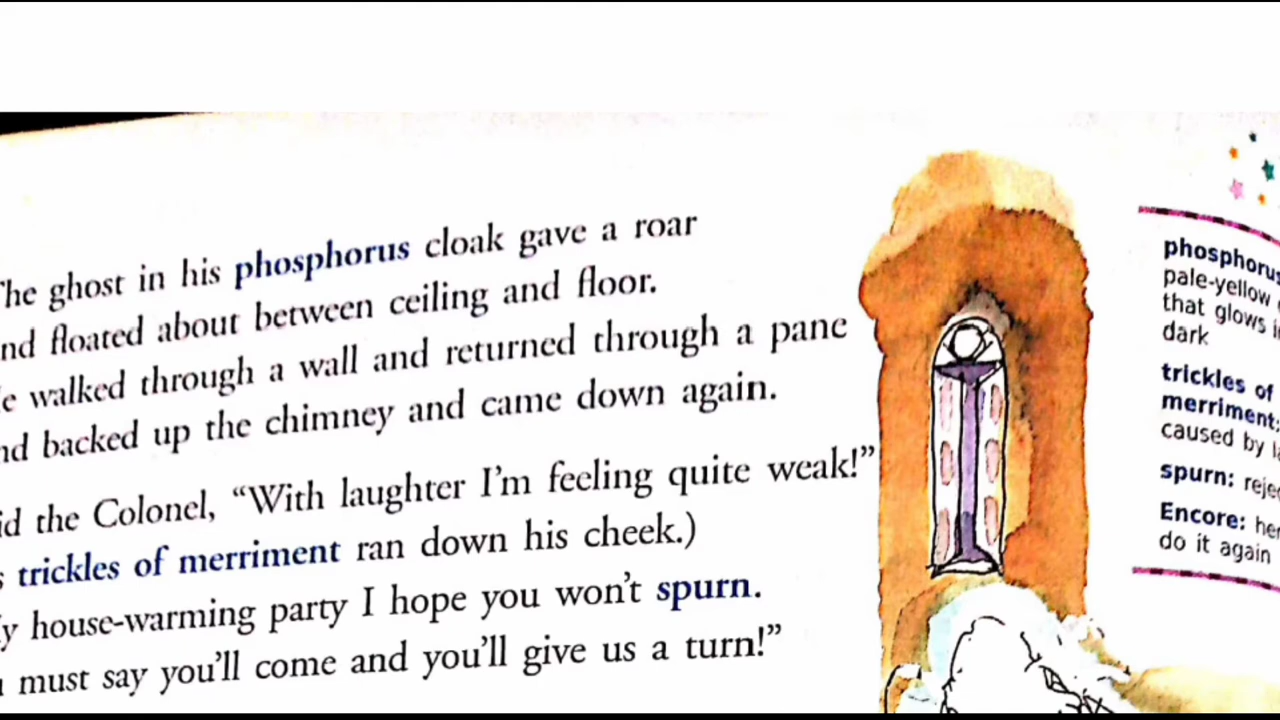 The ghost in his phosphorus cloak gave a roar
nd floated about between ceiling and floor.
e walked through a wall and returned through a pane
nd backed up the chimney and came down again.
id the Colonel, “With laughter I’m feeling quite weak!”
s trickles of merriment ran down his cheek.)
y house-warming party I hope you won’t spurn.
must say you’ll come and you’ll give us a turn!”
phosphorus
pale-yellow
that glows i
dark
trickles of
merriment:
caused by l
spurn: reje
Encore: her
do it again